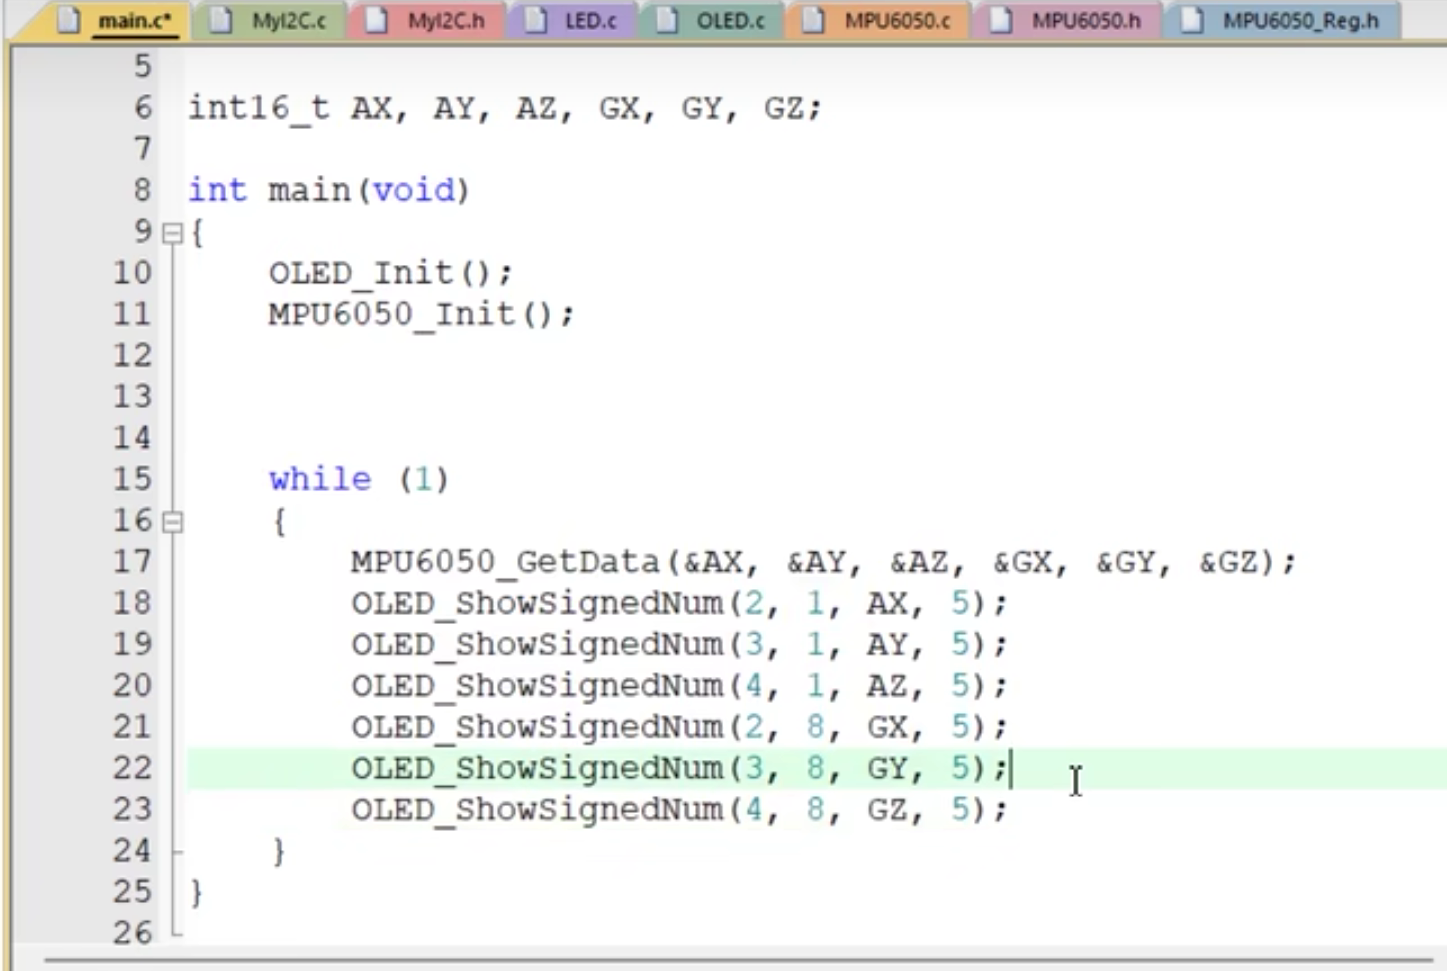 main.c* MyI2C.c MyI2C.h LED.c OLED.c MPU6050.c MPU6050.h MPU6050_Reg.h
5
6 int16_t AX, AY, AZ, GX, GY, GZ;
7
8 int main(void)
9 {
10 OLED_Init();
11 MPU6050_Init();
12
13
14
15 while (1)
16 {
17 MPU6050_GetData(&AX, &AY, &AZ, &GX, &GY, &GZ);
18 OLED_ShowSignedNum(2, 1, AX, 5);
19 OLED_ShowSignedNum(3, 1, AY, 5);
20 OLED_ShowSignedNum(4, 1, AZ, 5);
21 OLED_ShowSignedNum(2, 8, GX, 5);
22 OLED_ShowSignedNum(3, 8, GY, 5);
23 OLED_ShowSignedNum(4, 8, GZ, 5);
24 }
25 }
26